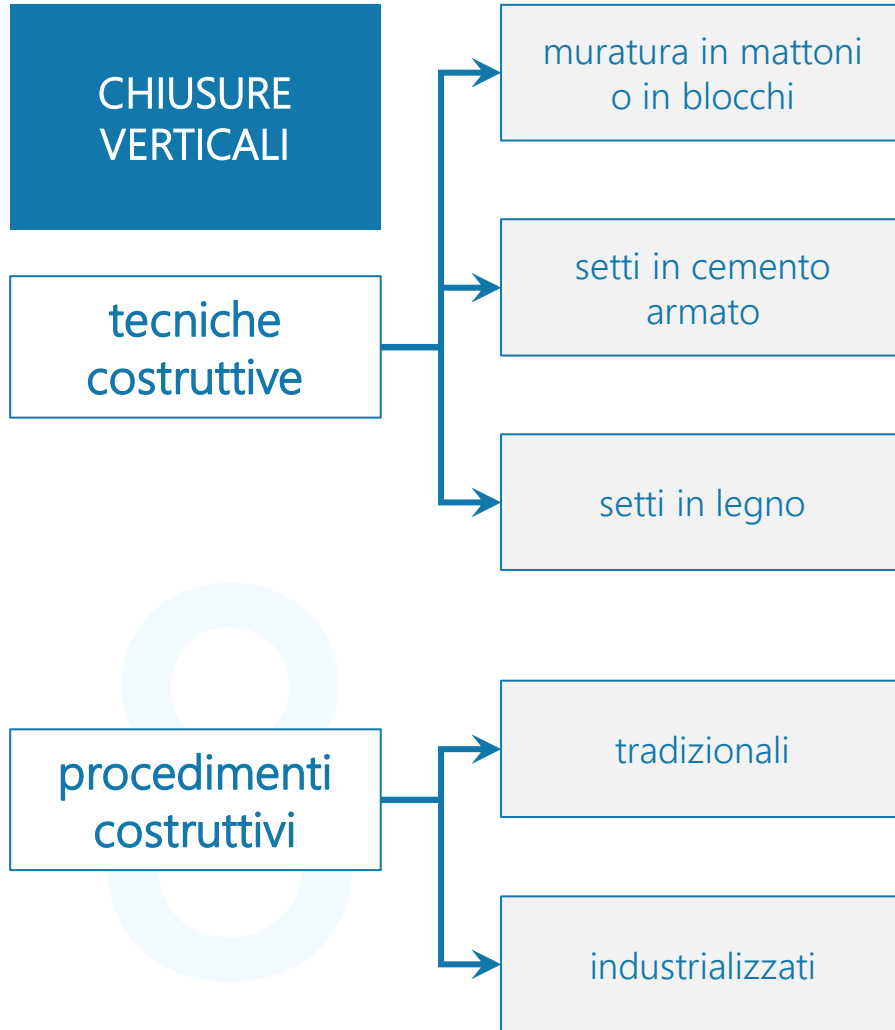 CHIUSURE
VERTICALI
tecniche
costruttive
muratura in mattoni
o in blocchi
setti in cemento
armato
setti in legno
8
procedimenti
costruttivi
tradizionali
industrializzati